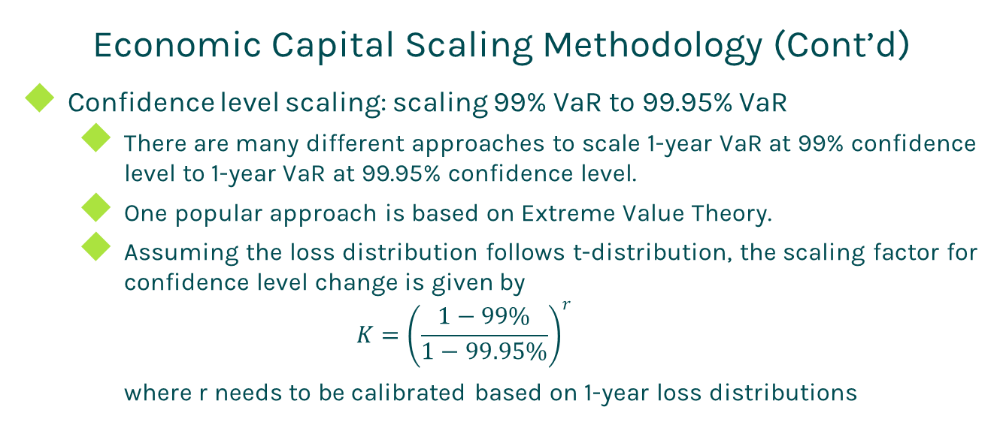 Economic Capital Scaling Methodology (Cont’d)
Confidence level scaling: scaling 99% VaR to 99.95% VaR
There are many different approaches to scale 1-year VaR at 99% confidence
level to 1-year VaR at 99.95% confidence level.
One popular approach is based on Extreme Value Theory.
Assuming the loss distribution follows t-distribution, the scaling factor for
confidence level change is given by
K = ((1 − 99%)/(1 − 99.95%))^r
where r needs to be calibrated based on 1-year loss distributions